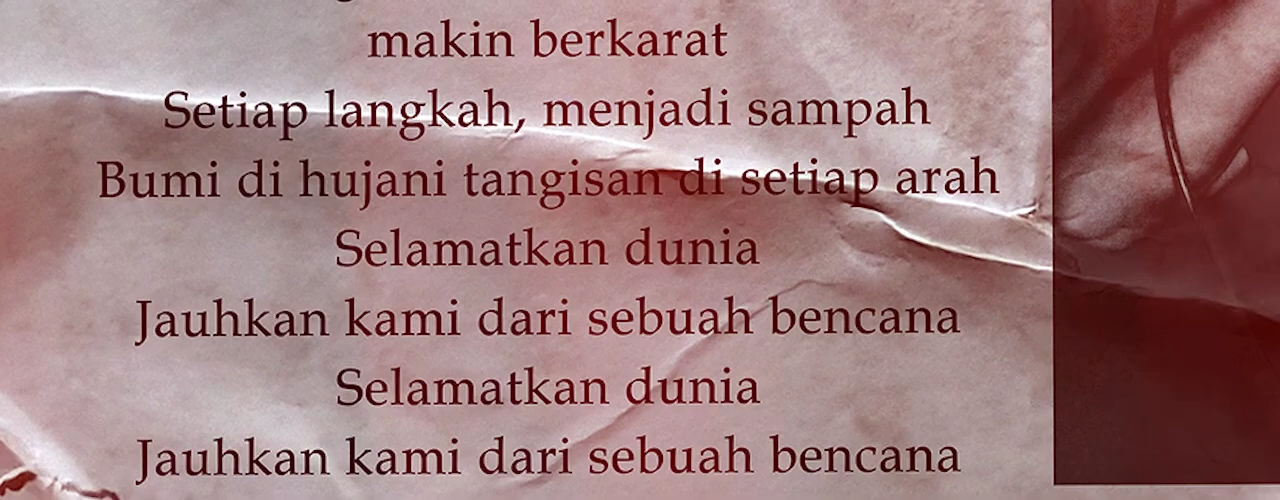 makin berkarat
Setiap langkah, menjadi sampah
Bumi di hujani tangisan di setiap arah
Selamatkan dunia
Jauhkan kami dari sebuah bencana
Selamatkan dunia
Jauhkan kami dari sebuah bencana